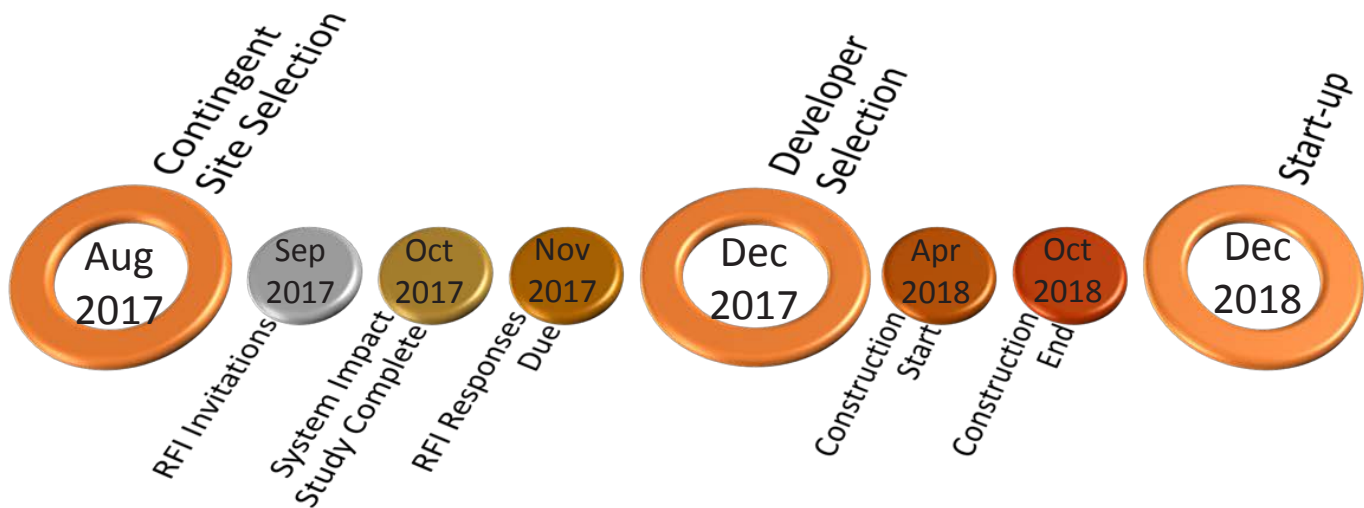 Contingent
Site Selection
Aug
2017
Sep
2017
RFI Invitations
Oct
2017
System Impact
Study Complete
Nov
2017
RFI Responses
Due
Developer
Selection
Dec
2017
Apr
2018
Construction
Start
Oct
2018
Construction
End
Start-up
Dec
2018